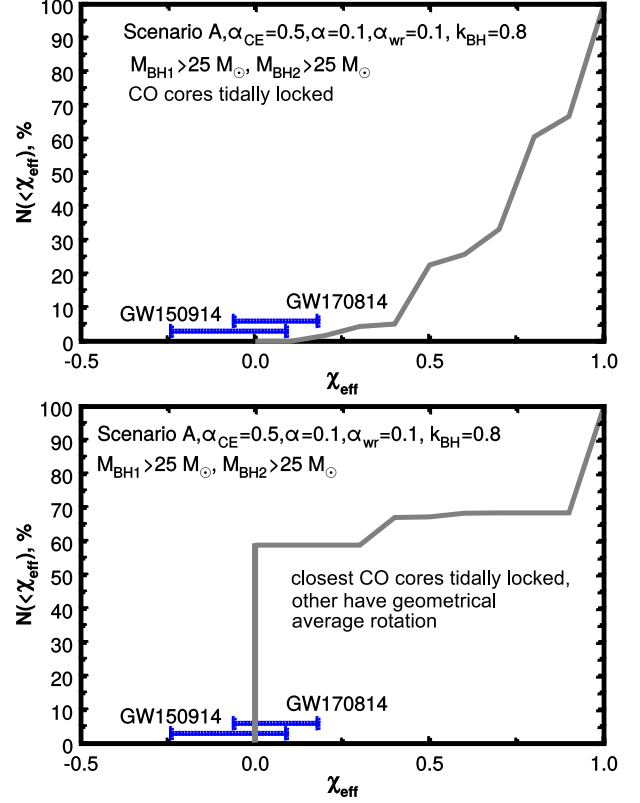 Scenario A,α_CE=0.5,α=0.1,α_wr=0.1, k_BH=0.8
M_BH1>25 M_☉, M_BH2>25 M_☉
CO cores tidally locked
N(<χ_eff), %
100
90
80
70
60
50
40
30
20
10
0
GW150914
GW170814
-0.5
0.0
0.5
1.0
χ_eff
Scenario A,α_CE=0.5,α=0.1,α_wr=0.1, k_BH=0.8
M_BH1>25 M_☉, M_BH2>25 M_☉
closest CO cores tidally locked,
other have geometrical
average rotation
N(<χ_eff), %
100
90
80
70
60
50
40
30
20
10
0
GW150914
GW170814
-0.5
0.0
0.5
1.0
χ_eff